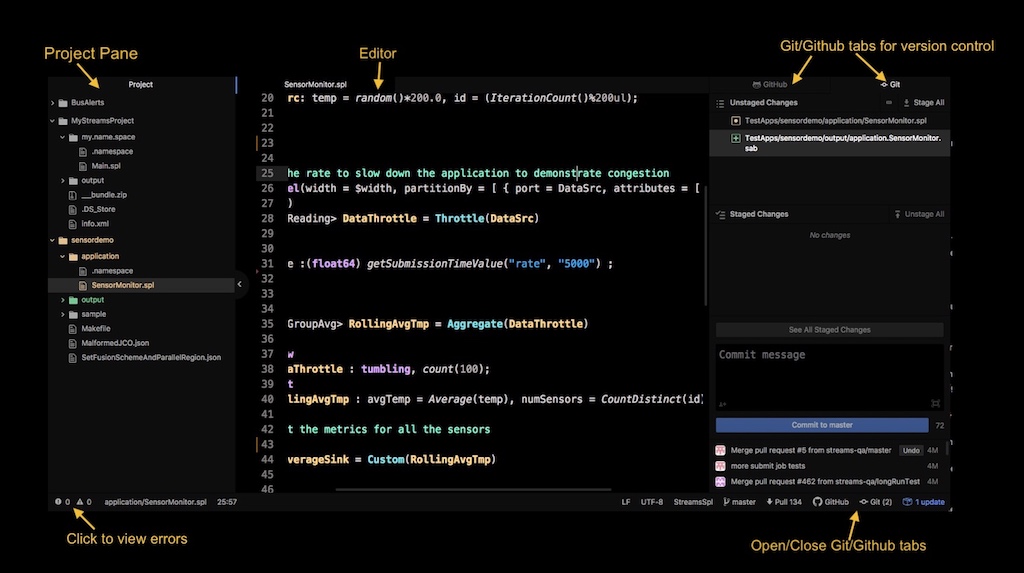 Project Pane
Editor
Git/Github tabs for version control
Project
BusAlerts
MyStreamsProject
my.name.space
.namespace
Main.spl
output
__bundle.zip
.DS_Store
info.xml
sensordemo
application
.namespace
SensorMonitor.spl
output
sample
Makefile
MalformedJCO.json
SetFusionSchemeAndParallelRegion.json
SensorMonitor.spl
20 rc: temp = random()*200.0, id = (IterationCount()%200ul);
21
22
23
24
25 he rate to slow down the application to demonstrate congestion
26 el(width = $width, partitionBy = [ { port = DataSrc, attributes = [
27 )
28 Reading> DataThrottle = Throttle(DataSrc)
29
30
31 e :(float64) getSubmissionTimeValue("rate", "5000") ;
32
33
34
35 GroupAvg> RollingAvgTmp = Aggregate(DataThrottle)
36
37 w
38 aThrottle : tumbling, count(100);
39 t
40 lingAvgTmp : avgTemp = Average(temp), numSensors = CountDistinct(id)
41
42 t the metrics for all the sensors
43
44 verageSink = Custom(RollingAvgTmp)
45
46
GitHub
Git
Unstaged Changes
Stage All
TestApps/sensordemo/application/SensorMonitor.spl
TestApps/sensordemo/output/application.SensorMonitor.
sab
Staged Changes
Unstage All
No changes
See All Staged Changes
Commit message
Commit to master
72
Merge pull request #5 from streams-qa/master Undo 4M
more submit job tests 4M
Merge pull request #462 from streams-qa/longRunTest 4M
0 0 application/SensorMonitor.spl 25:57
LF UTF-8 StreamsSpl master Pull 134 GitHub Git (2) 1 update
Click to view errors
Open/Close Git/Github tabs